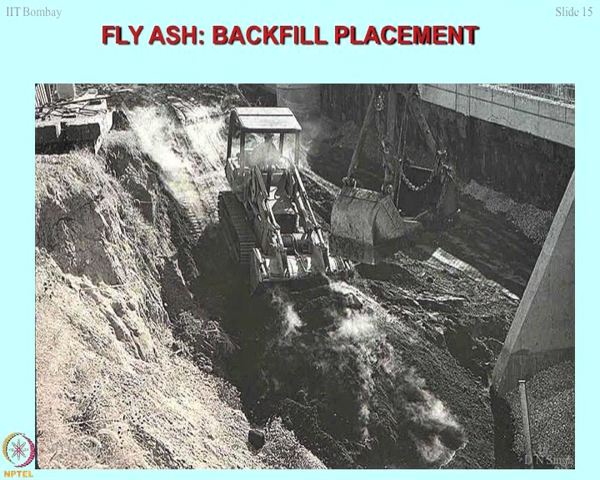 IIT Bombay
Slide 15
FLY ASH: BACKFILL PLACEMENT
D N Singh
NPTEL